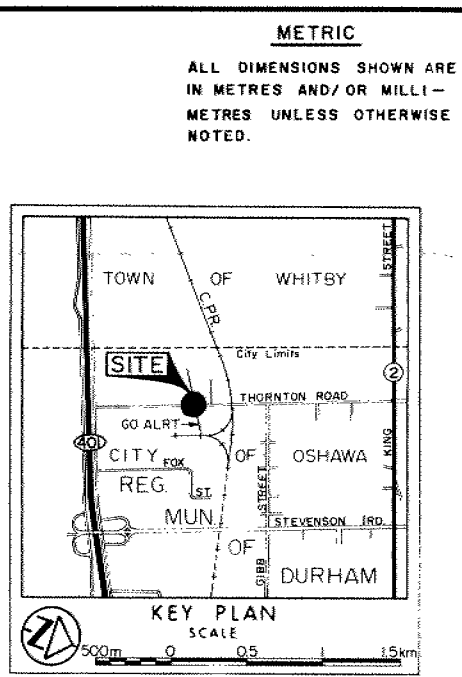 METRIC
ALL DIMENSIONS SHOWN ARE
IN METRES AND/OR MILLI-
METRES UNLESS OTHERWISE
NOTED.
TOWN OF WHITBY
STREET
C.P.R.
City Limits
SITE
2
THORNTON ROAD
GO ALRT
401
CITY OF OSHAWA
KING
FOX
ST.
REG.
STREET
MUN.
STEVENSON RD.
OF
GIBB
DURHAM
KEY PLAN
SCALE
N
500m 0 0.5 1.5km